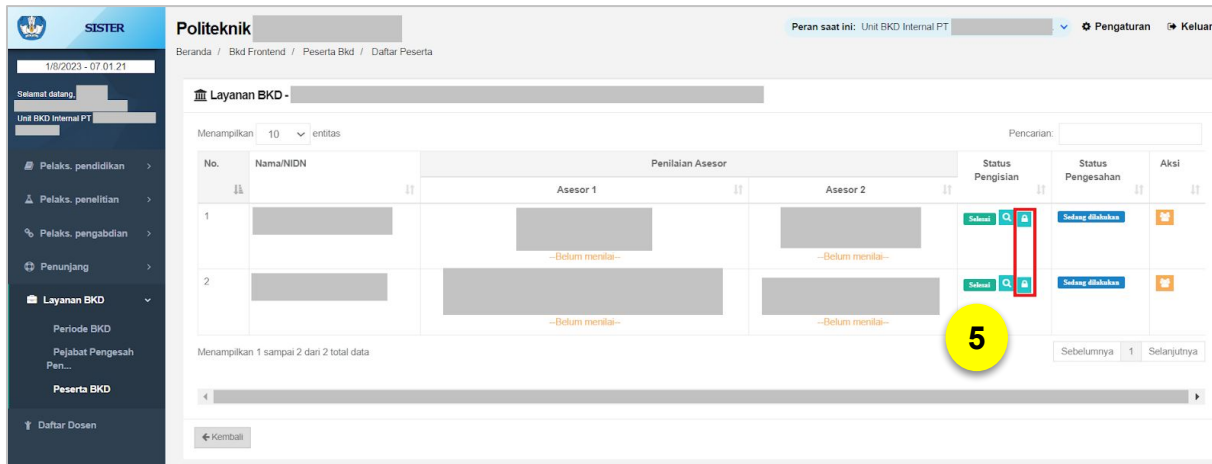 SISTER
Politeknik
Peran saat ini: Unit BKD Internal PT
Pengaturan
Keluar
Beranda / Bkd Frontend / Peserta Bkd / Daftar Peserta
1/8/2023 - 07.01.21
Selamat datang,
Unit BKD Internal PT
Layanan BKD -
Menampilkan 10 entitas
Pencarian:
No. Nama/NIDN Penilaian Asesor Status Pengisian Status Pengesahan Aksi
Asesor 1 Asesor 2
1 Selesai Sedang dilakukan
--Belum menilai-- --Belum menilai--
2 Selesai Sedang dilakukan
--Belum menilai-- --Belum menilai--
5
Menampilkan 1 sampai 2 dari 2 total data
Sebelumnya 1 Selanjutnya
Kembali
Pelaks. pendidikan
Pelaks. penelitian
Pelaks. pengabdian
Penunjang
Layanan BKD
Periode BKD
Pejabat Pengesah
Pen...
Peserta BKD
Daftar Dosen